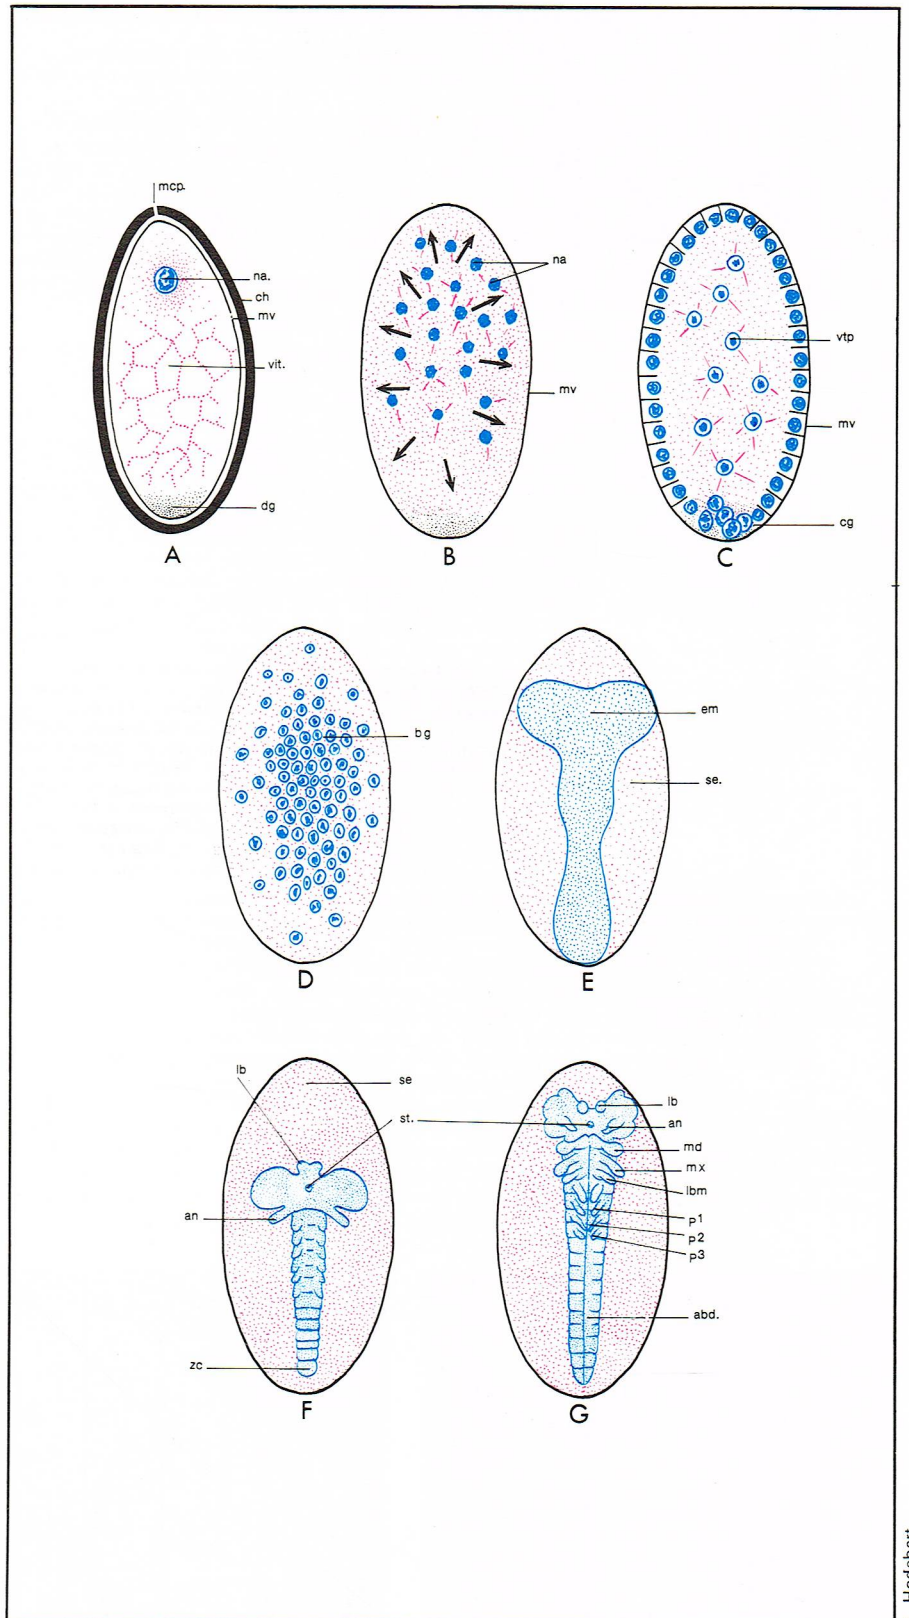 mcp.
na.
ch
mv
vit.
dg
A
na
mv
B
vtp
mv
cg
C
bg
D
em
se.
E
lb
se
st.
an
zc
F
lb
an
md
mx
lbm
p1
p2
p3
abd.
G